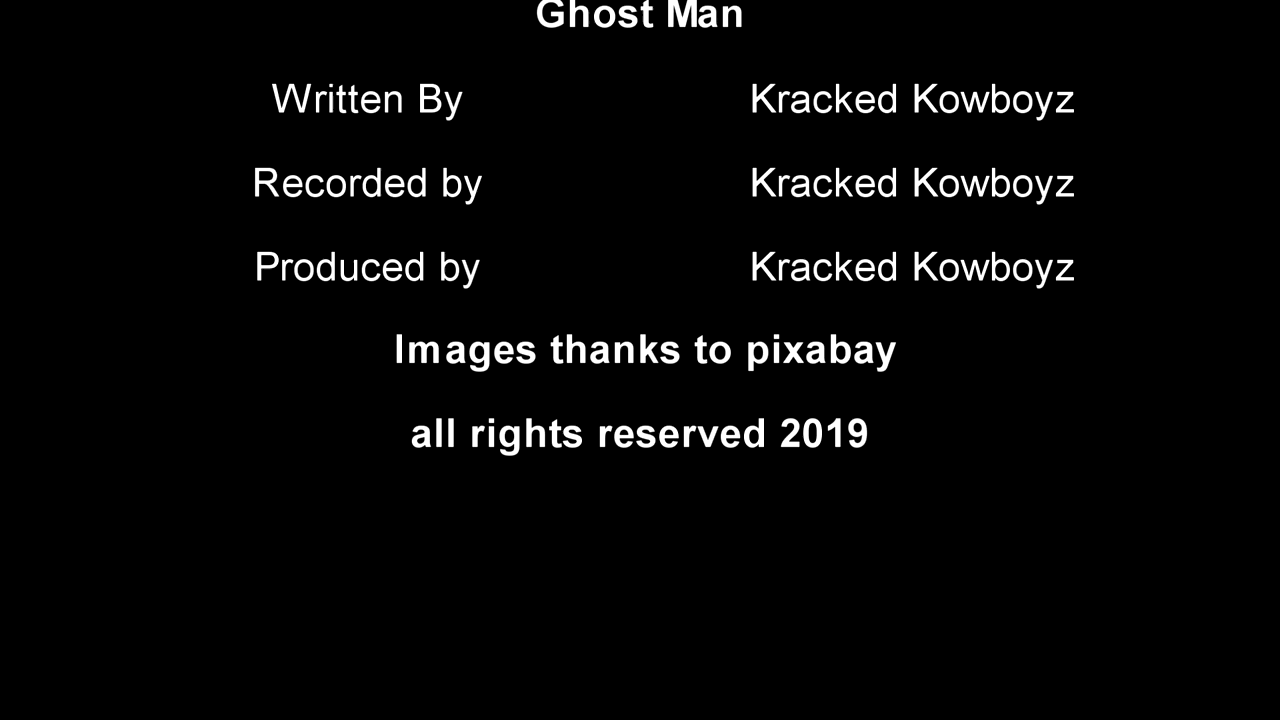 Ghost Man
Written By Kracked Kowboyz
Recorded by Kracked Kowboyz
Produced by Kracked Kowboyz
Images thanks to pixabay
all rights reserved 2019